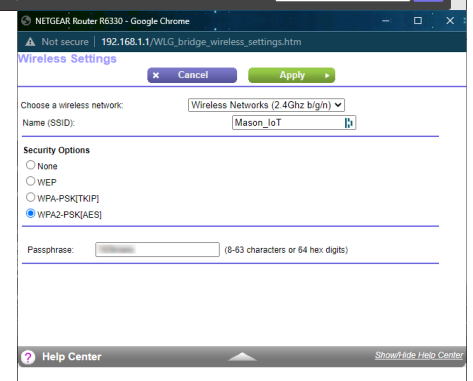 NETGEAR Router R6330 - Google Chrome
Not secure | 192.168.1.1/WLG_bridge_wireless_settings.htm
Wireless Settings
Cancel Apply
Choose a wireless network: Wireless Networks (2.4Ghz b/g/n)
Name (SSID): Mason_IoT
Security Options
None
WEP
WPA-PSK[TKIP]
WPA2-PSK[AES]
Passphrase: (8-63 characters or 64 hex digits)
Help Center Show/Hide Help Center